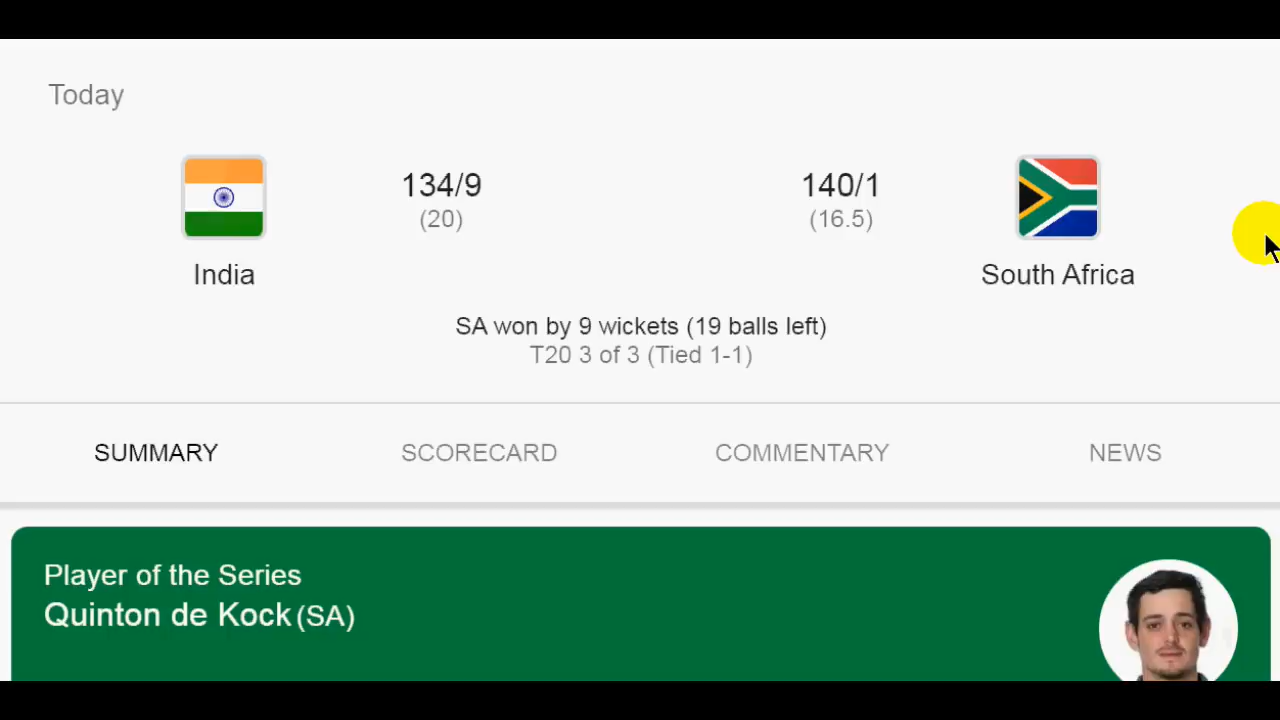 Today
134/9 140/1
(20) (16.5)
India South Africa
SA won by 9 wickets (19 balls left)
T20 3 of 3 (Tied 1-1)
SUMMARY SCORECARD COMMENTARY NEWS
Player of the Series
Quinton de Kock (SA)